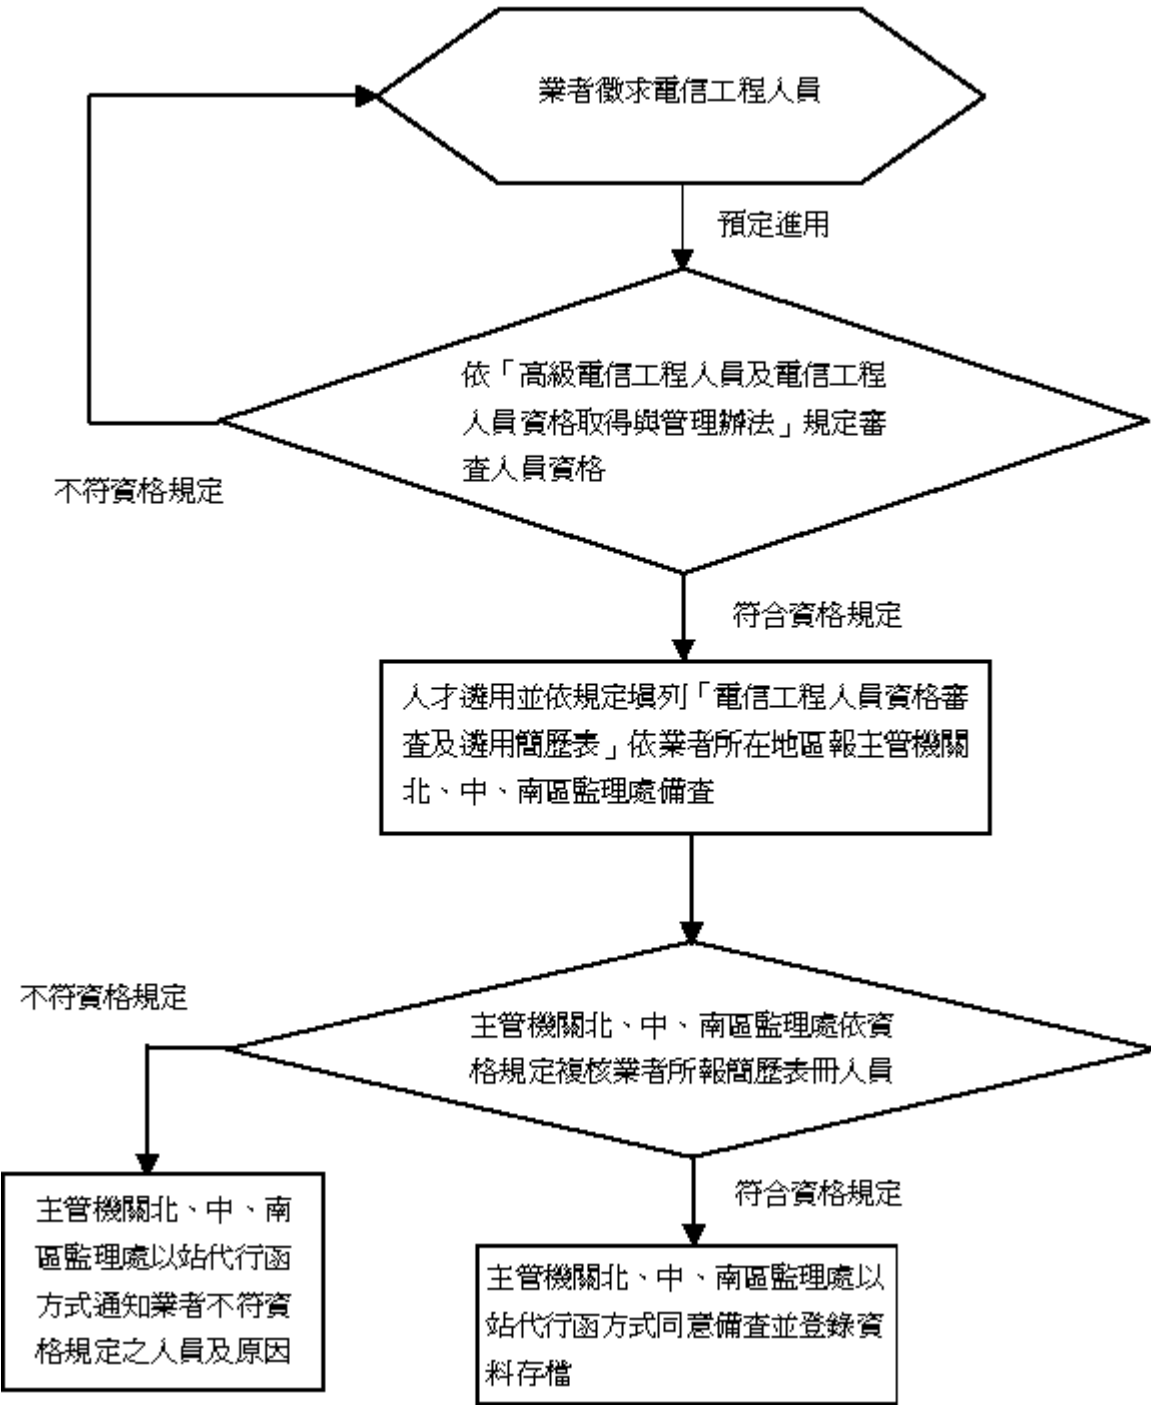 業者徵求電信工程人員
預定進用
依「高級電信工程人員及電信工程
人員資格取得與管理辦法」規定審
查人員資格
不符資格規定
符合資格規定
人才遴用並依規定填列「電信工程人員資格審
查及遴用簡歷表」依業者所在地區報主管機關
北、中、南區監理處備查
不符資格規定
主管機關北、中、南區監理處依資
格規定複核業者所報簡歷表冊人員
符合資格規定
主管機關北、中、南
區監理處以站代行函
方式通知業者不符資
格規定之人員及原因
主管機關北、中、南區監理處以
站代行函方式同意備查並登錄資
料存檔